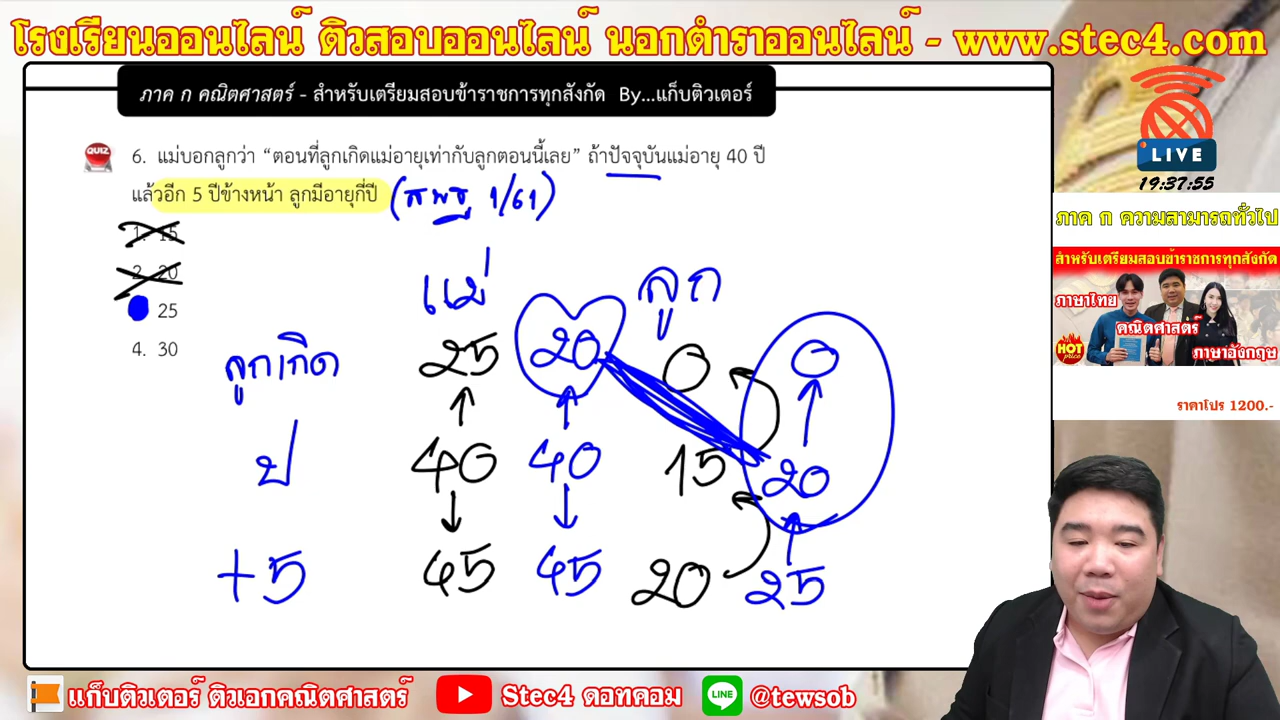 โรงเรียนออนไลน์ ติวสอบออนไลน์ นอกตำราออนไลน์ - www.stec4.com
ภาค ก คณิตศาสตร์ - สำหรับเตรียมสอบข้าราชการทุกสังกัด By...แก็บติวเตอร์
LIVE
19:37:55
QUIZ
6. แม่บอกลูกว่า “ตอนที่ลูกเกิดแม่อายุเท่ากับลูกตอนนี้เลย” ถ้าปัจจุบันแม่อายุ 40 ปี
แล้วอีก 5 ปีข้างหน้า ลูกมีอายุกี่ปี (สพฐ 1/61)
1. 15
2. 20
25
4. 30
แม่ ลูก
ลูกเกิด 25 20 0 0
ป 40 40 15 20
+5 45 45 20 25
ภาค ก ความสามารถทั่วไป
สำหรับเตรียมสอบข้าราชการทุกสังกัด
ภาษาไทย
คณิตศาสตร์
HOT price
ภาษาอังกฤษ
ราคาโปร 1200.-
แก็บติวเตอร์ ติวเอกคณิตศาสตร์ Stec4 ดอทคอม LINE @tewsob